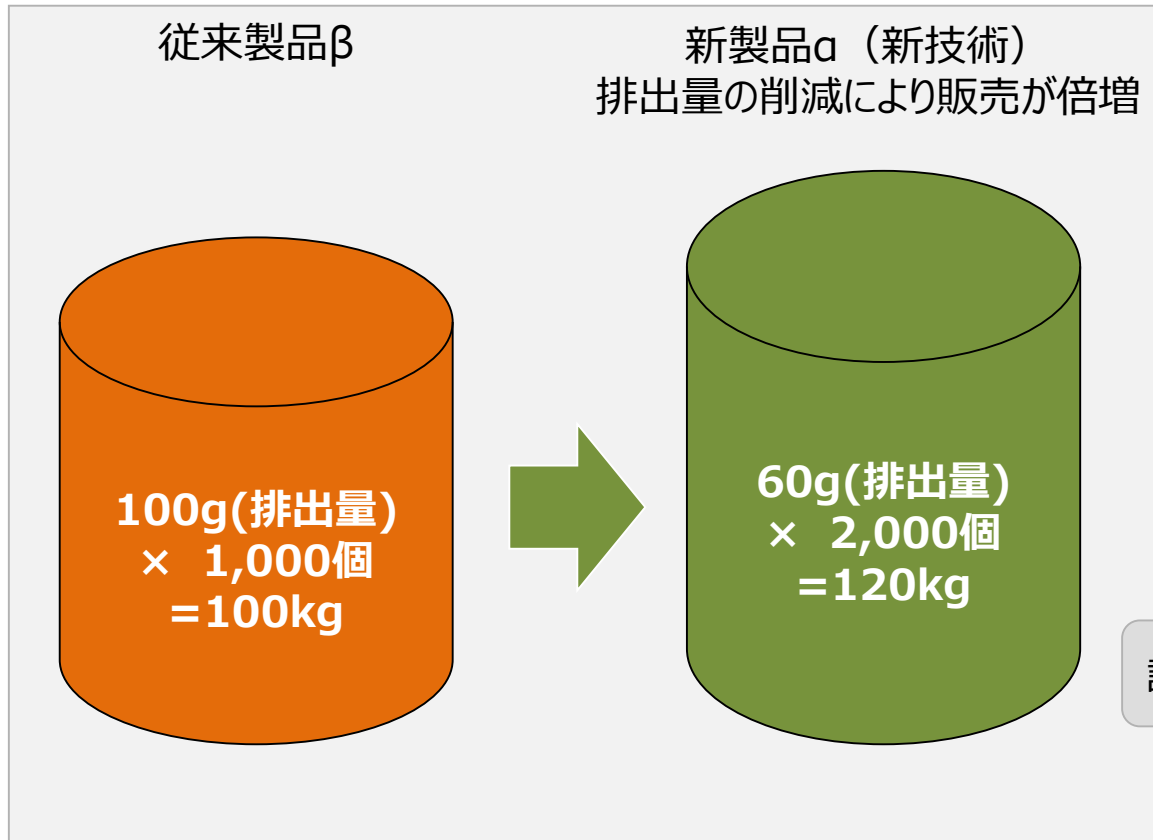 従来製品β
新製品α（新技術）
排出量の削減により販売が倍増
100g(排出量)
× 1,000個
=100kg
60g(排出量)
× 2,000個
=120kg